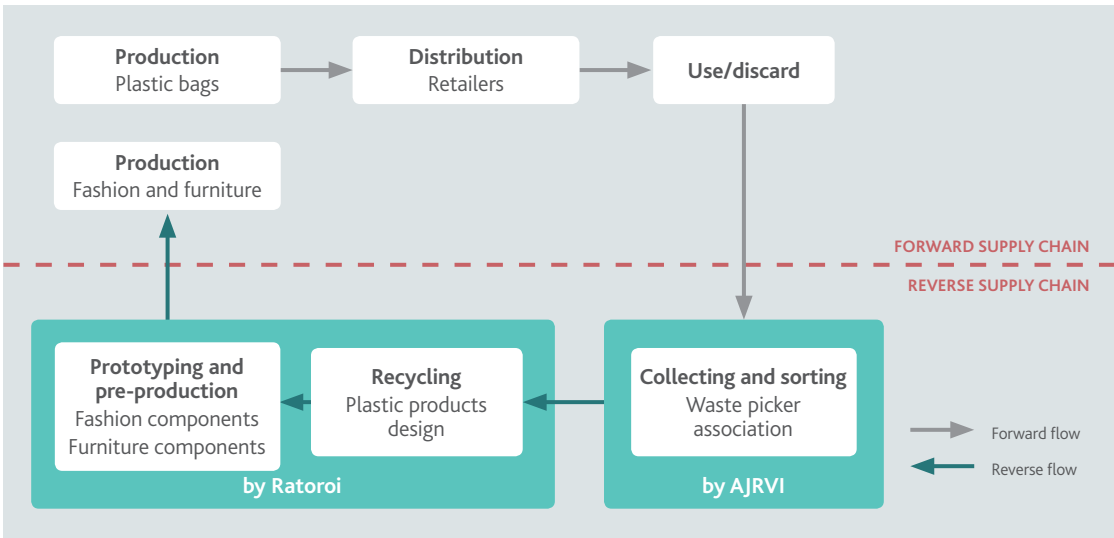 Production
Plastic bags
Distribution
Retailers
Use/discard
Production
Fashion and furniture
FORWARD SUPPLY CHAIN
REVERSE SUPPLY CHAIN
Prototyping and
pre-production
Fashion components
Furniture components
Recycling
Plastic products
design
by Ratoroi
Collecting and sorting
Waste picker
association
by AJRVI
Forward flow
Reverse flow